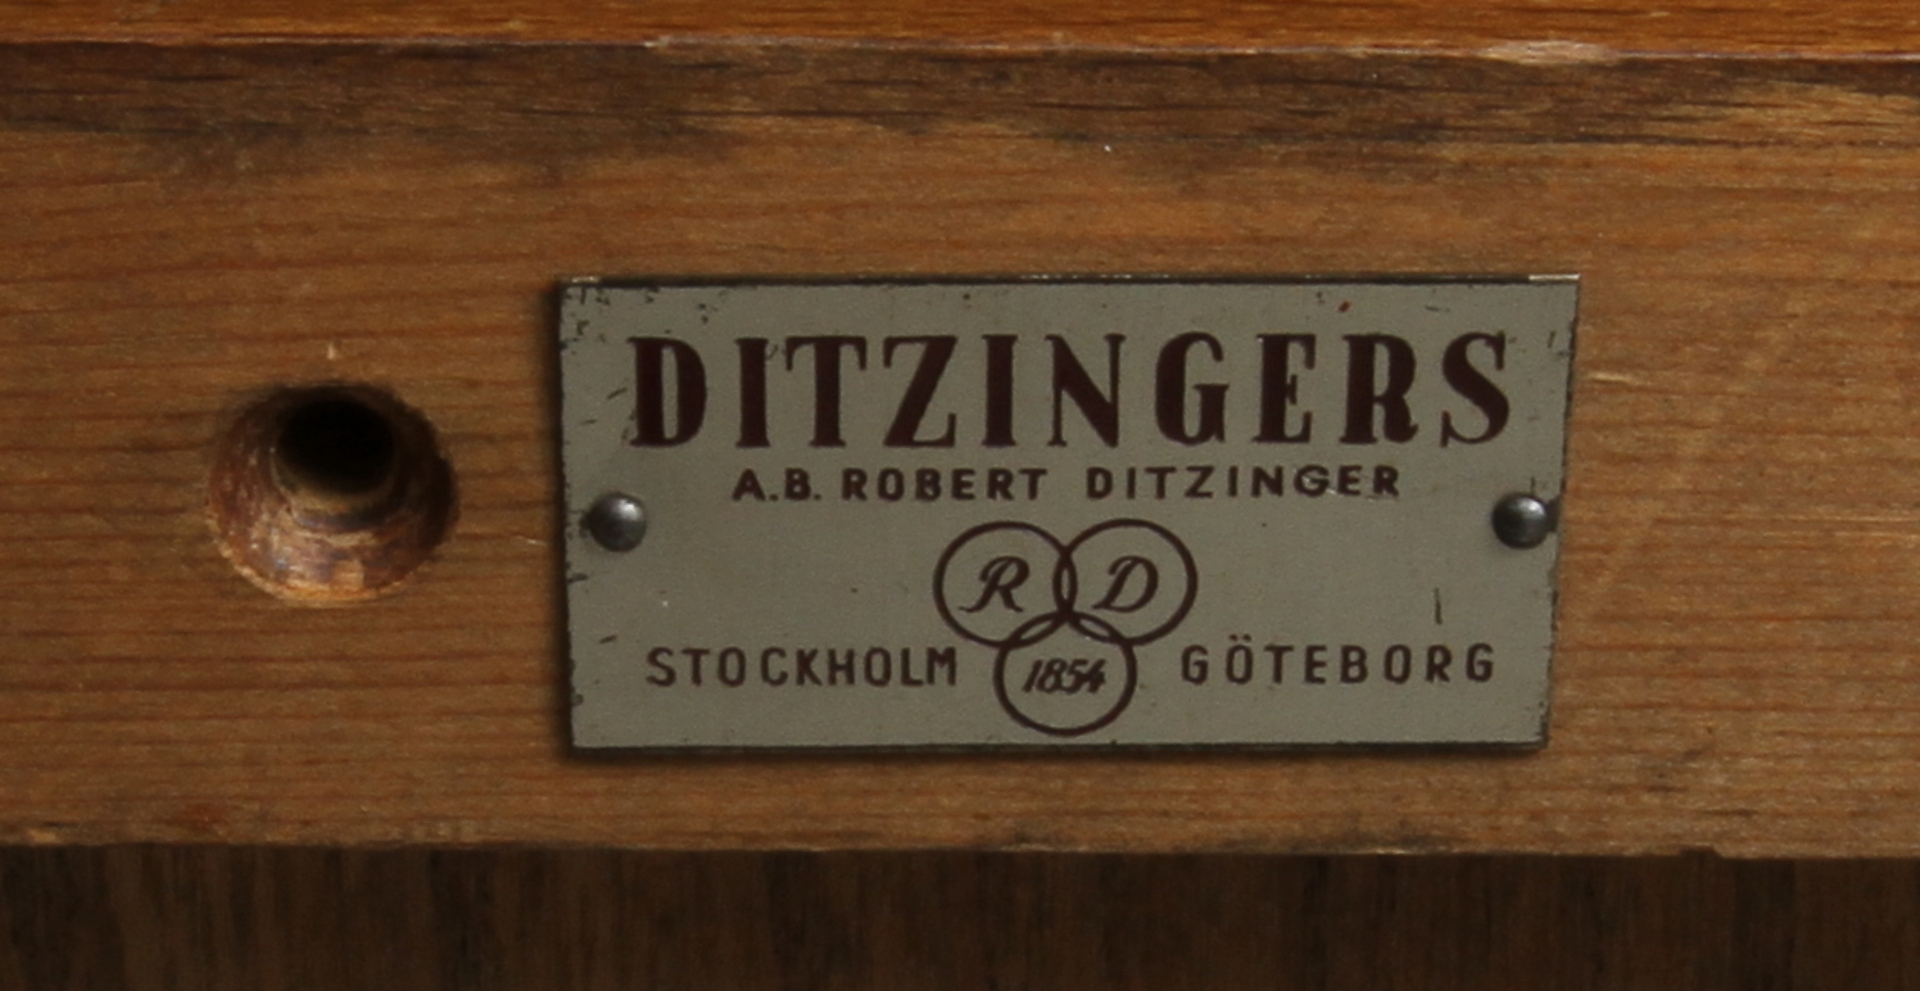 DITZINGERS
A.B. ROBERT DITZINGER
R D
STOCKHOLM 1854 GÖTEBORG